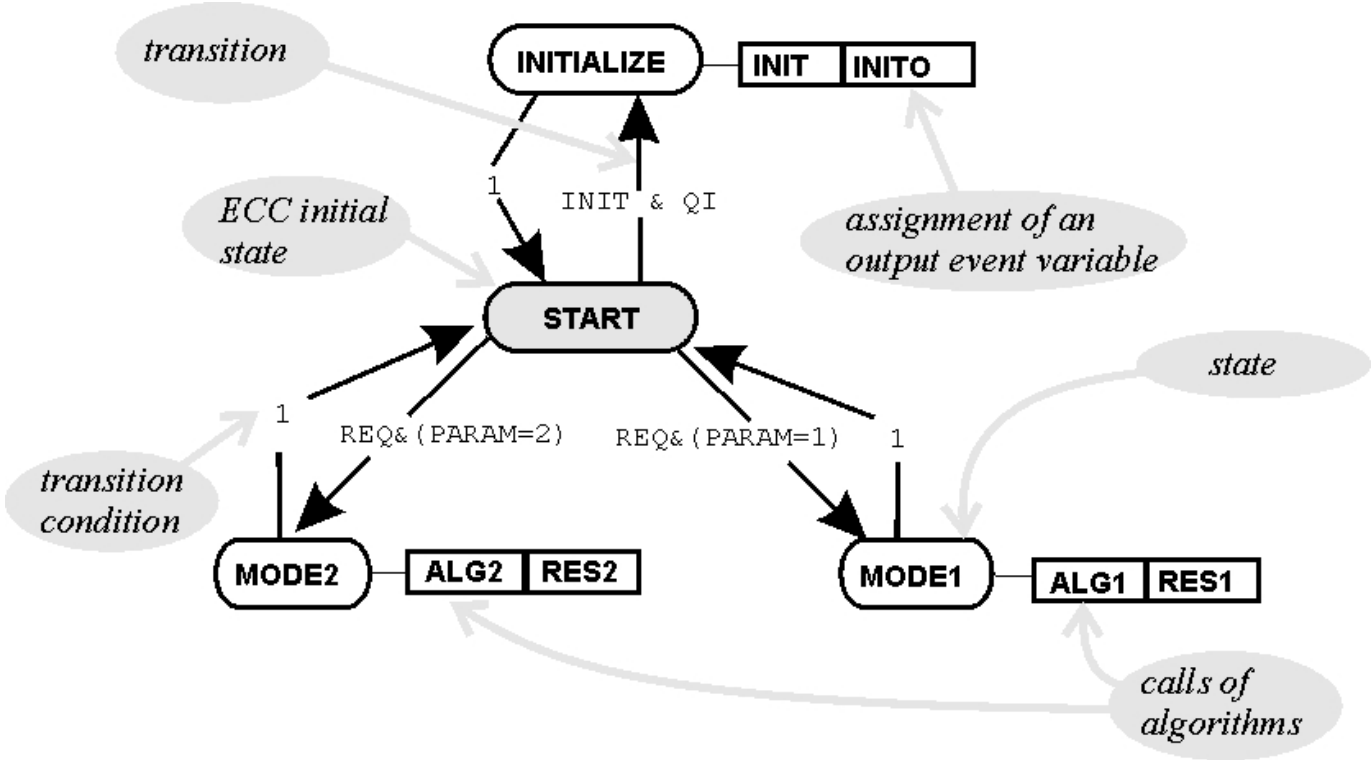 transition
INITIALIZE
INIT
INITO
1
INIT & QI
ECC initial
state
assignment of an
output event variable
START
state
1
REQ&(PARAM=2)
REQ&(PARAM=1)
1
transition
condition
MODE2
ALG2
RES2
MODE1
ALG1
RES1
calls of
algorithms